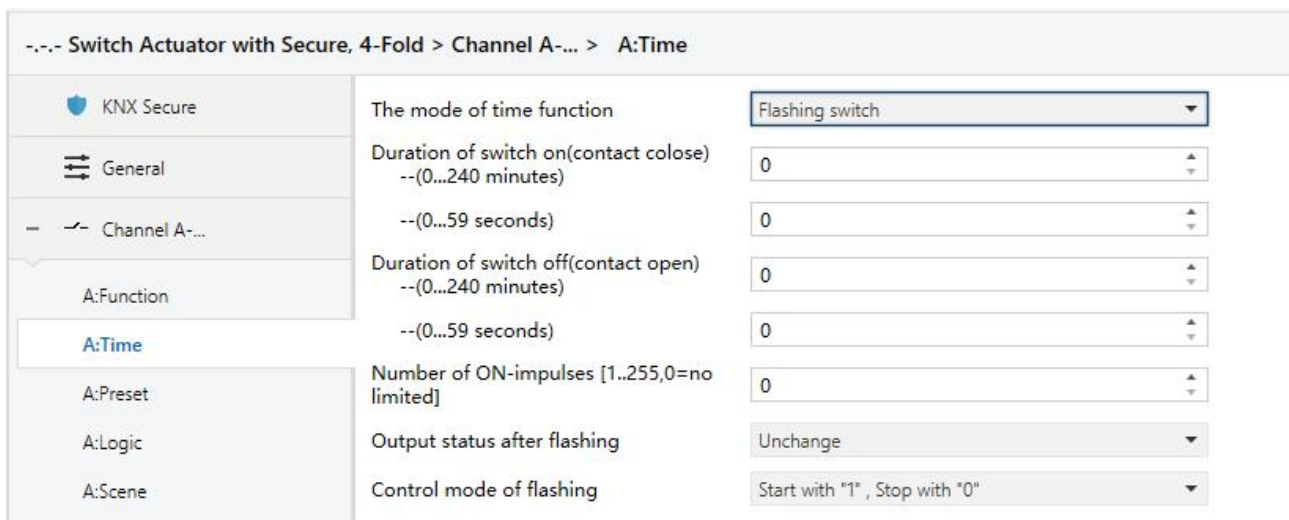 -.-.- Switch Actuator with Secure, 4-Fold > Channel A-... > A:Time
KNX Secure
General
Channel A-...
A:Function
A:Time
A:Preset
A:Logic
A:Scene
The mode of time function
Flashing switch
Duration of switch on(contact colose)
--(0...240 minutes)
0
--(0...59 seconds)
0
Duration of switch off(contact open)
--(0...240 minutes)
0
--(0...59 seconds)
0
Number of ON-impulses [1..255,0=no
limited]
0
Output status after flashing
Unchange
Control mode of flashing
Start with "1" , Stop with "0"